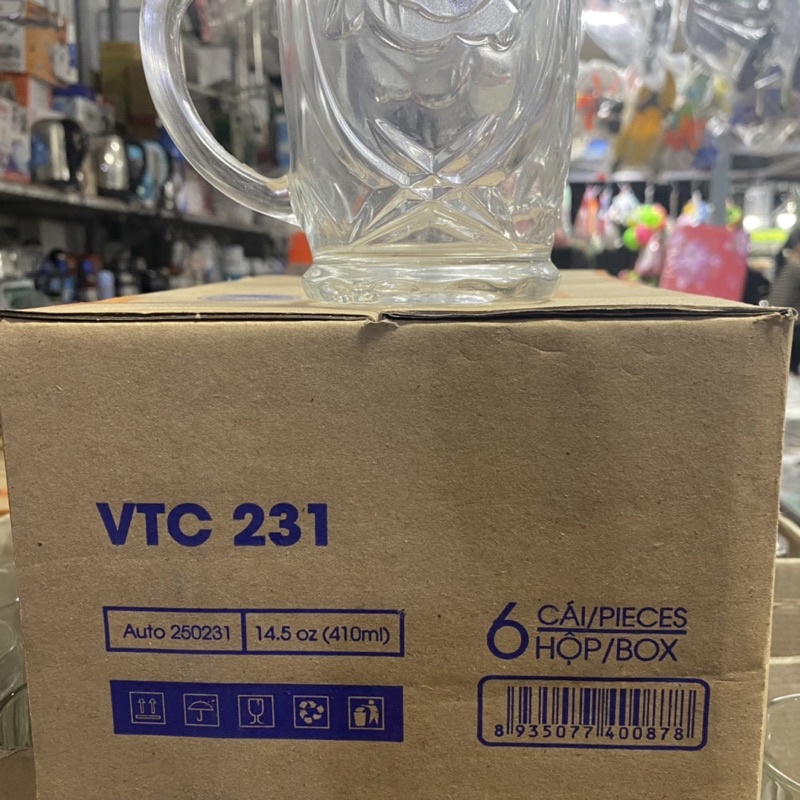 VTC 231
Auto 250231 14.5 oz (410ml)
6 CÁI/PIECES
HỘP/BOX
8 935077 400878